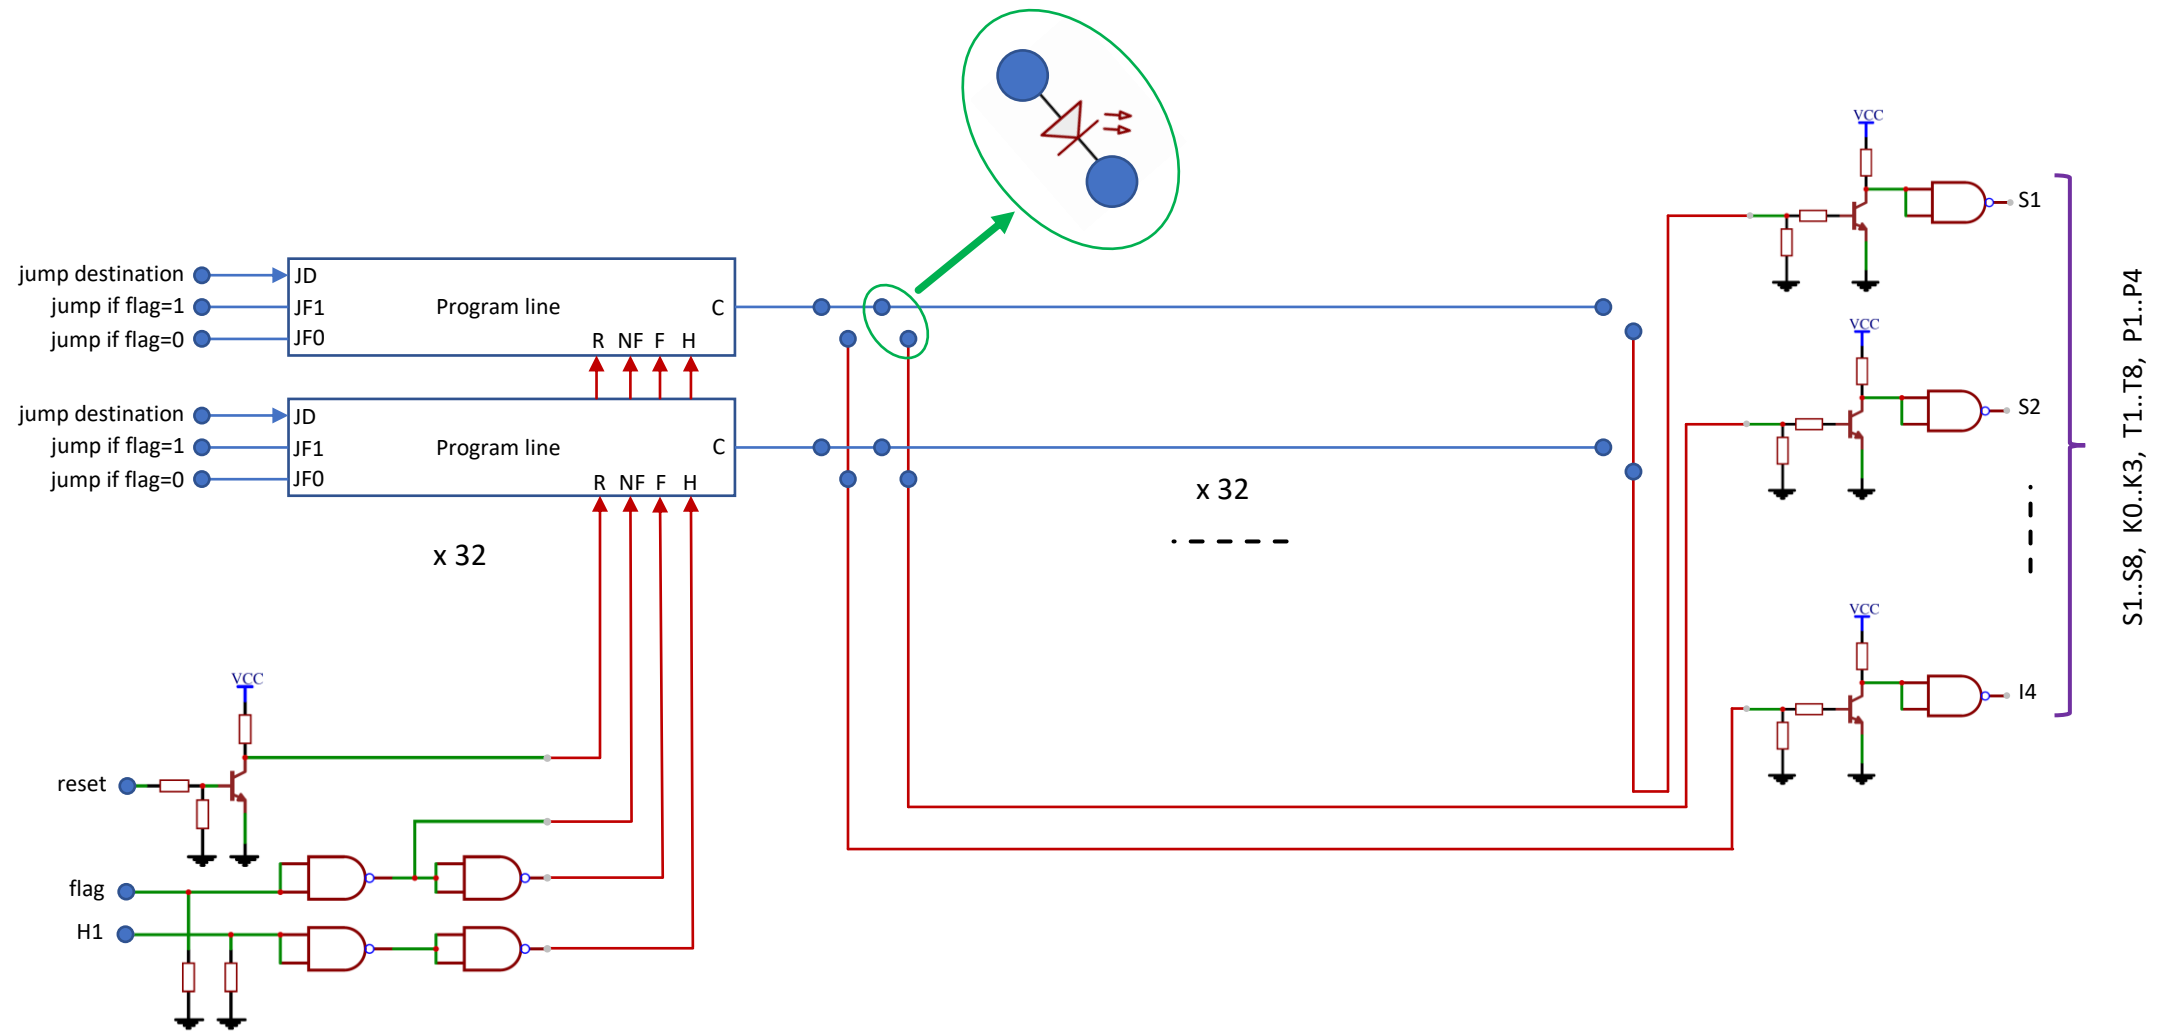 VCC
S1
jump destination
JD
jump if flag=1
JF1
Program line
C
jump if flag=0
JF0
R NF F H
VCC
S2
jump destination
JD
jump if flag=1
JF1
Program line
C
jump if flag=0
JF0
R NF F H
x 32
x 32
S1..S8, K0..K3, T1..T8, P1..P4
VCC
I4
VCC
reset
flag
H1